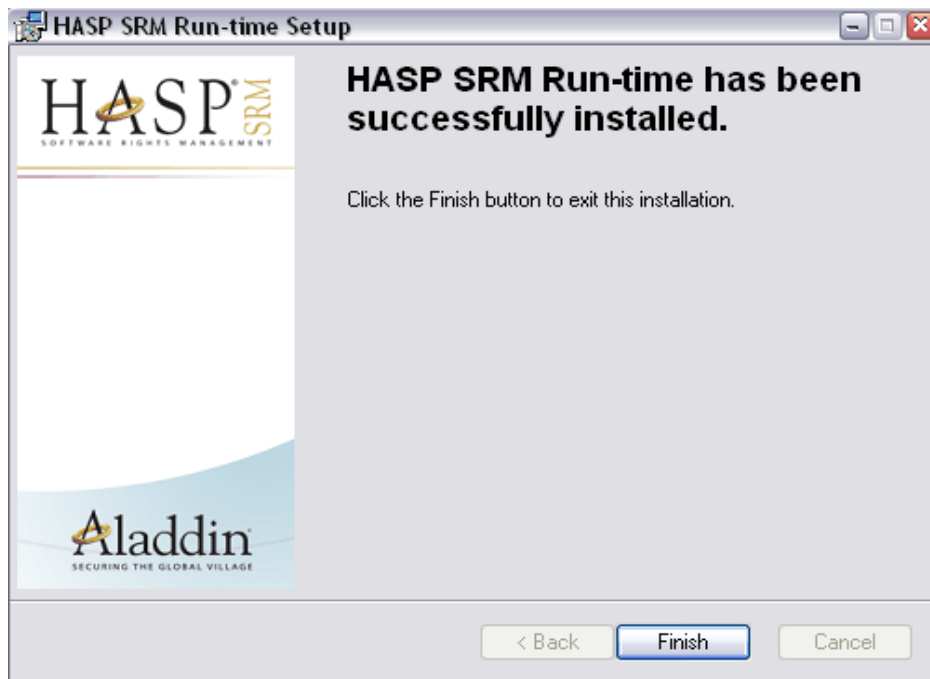 HASP SRM Run-time Setup
HASP® SRM
SOFTWARE RIGHTS MANAGEMENT
HASP SRM Run-time has been
successfully installed.
Click the Finish button to exit this installation.
Aladdin
SECURING THE GLOBAL VILLAGE
< Back
Finish
Cancel